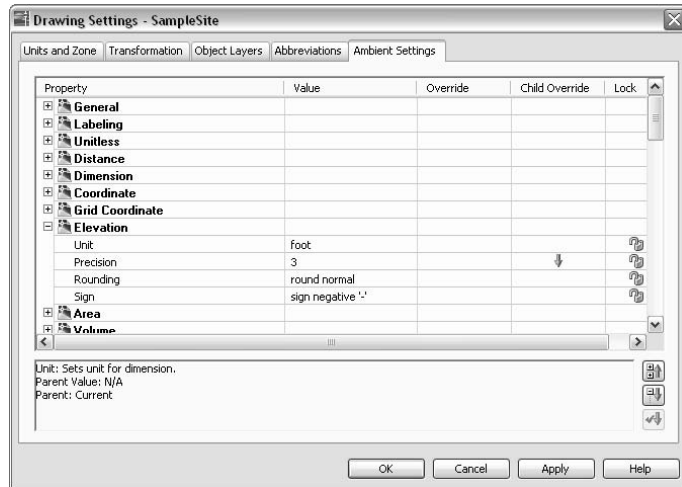 Drawing Settings - SampleSite
Units and Zone Transformation Object Layers Abbreviations Ambient Settings
Property Value Override Child Override Lock
General
Labeling
Unitless
Distance
Dimension
Coordinate
Grid Coordinate
Elevation
Unit foot
Precision 3
Rounding round normal
Sign sign negative '-'
Area
Volume
Unit: Sets unit for dimension.
Parent Value: N/A
Parent: Current
OK Cancel Apply Help